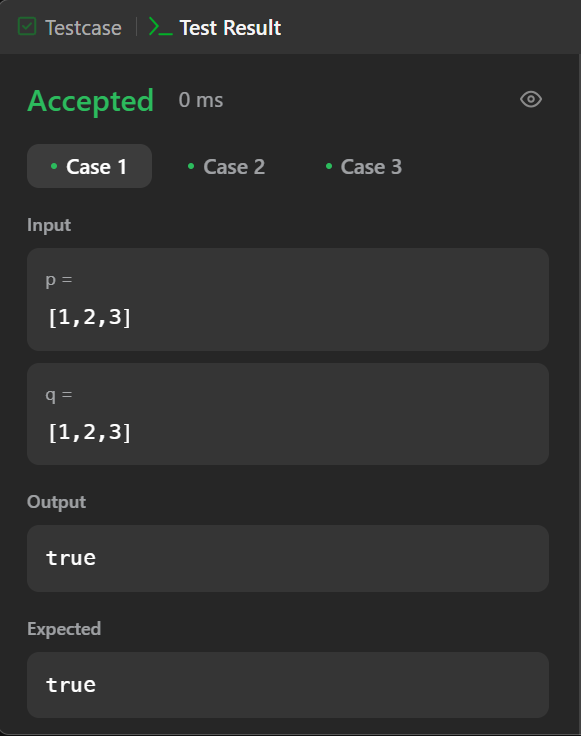 Testcase Test Result
Accepted 0 ms
Case 1 Case 2 Case 3
Input
p =
[1,2,3]
q =
[1,2,3]
Output
true
Expected
true